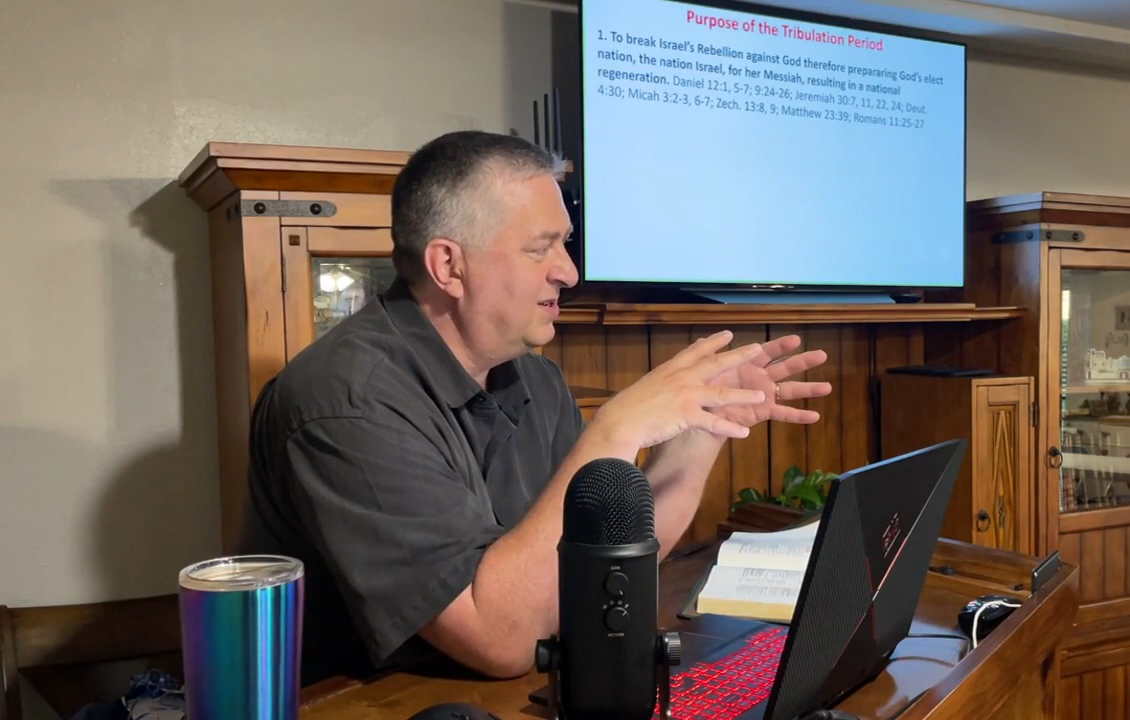 Purpose of the Tribulation Period
1. To break Israel's Rebellion against God therefore prepararing God's elect
nation, the nation Israel, for her Messiah, resulting in a national
regeneration. Daniel 12:1, 5-7; 9:24-26; Jeremiah 30:7, 11, 22, 24; Deut.
4:30; Micah 3:2-3, 6-7; Zech. 13:8, 9; Matthew 23:39; Romans 11:25-27